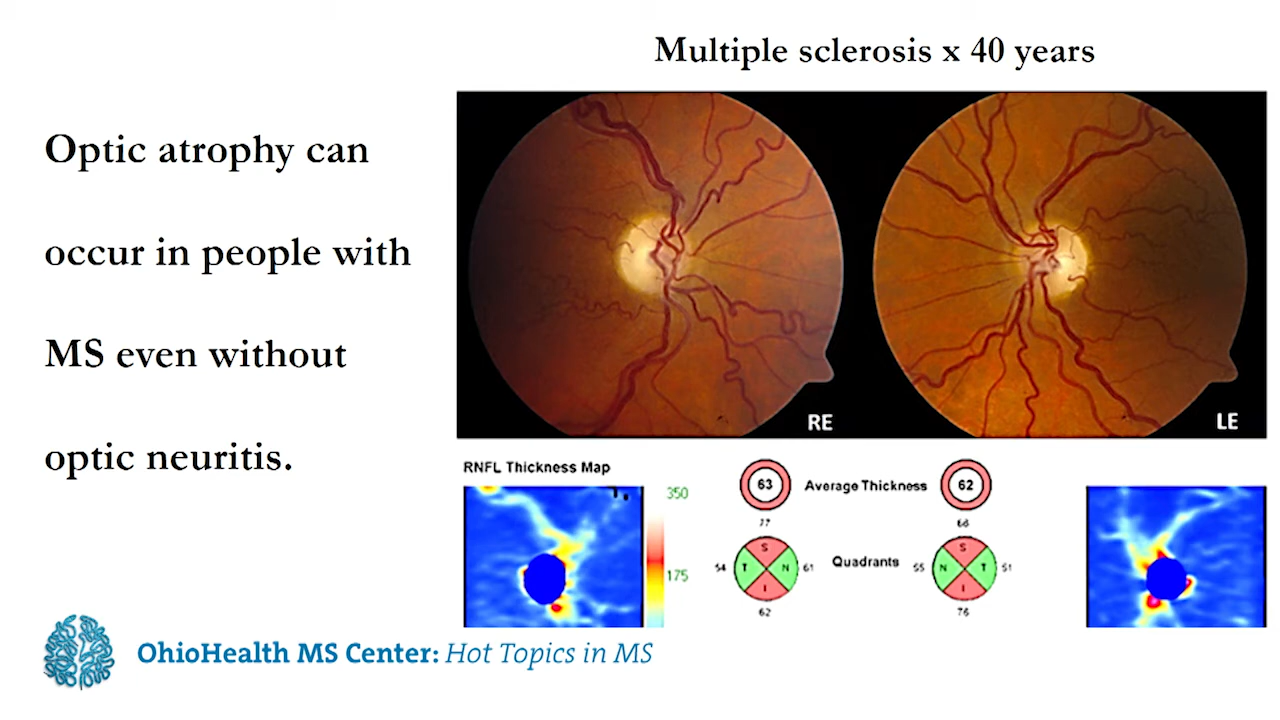 Multiple sclerosis x 40 years
Optic atrophy can
occur in people with
MS even without
optic neuritis.
RE
LE
RNFL Thickness Map
350
175
63
Average Thickness
62
77
68
S
T
N
I
54
61
62
Quadrants
S
N
T
I
55
51
76
OhioHealth MS Center: Hot Topics in MS